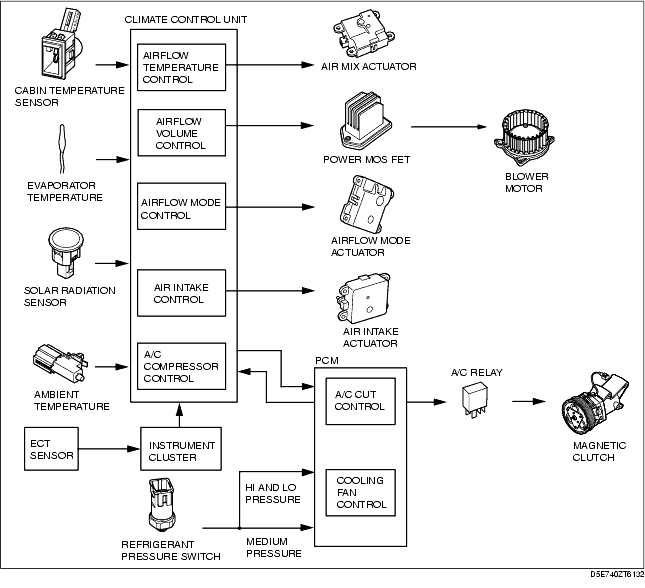 CLIMATE CONTROL UNIT
CABIN TEMPERATURE
SENSOR
EVAPORATOR
TEMPERATURE
SOLAR RADIATION
SENSOR
AMBIENT
TEMPERATURE
ECT
SENSOR
INSTRUMENT
CLUSTER
REFRIGERANT
PRESSURE SWITCH
AIRFLOW
TEMPERATURE
CONTROL
AIRFLOW
VOLUME
CONTROL
AIRFLOW MODE
CONTROL
AIR INTAKE
CONTROL
A/C
COMPRESSOR
CONTROL
AIR MIX ACTUATOR
POWER MOS FET
BLOWER
MOTOR
AIRFLOW MODE
ACTUATOR
AIR INTAKE
ACTUATOR
PCM
A/C CUT
CONTROL
COOLING
FAN
CONTROL
HI AND LO
PRESSURE
MEDIUM
PRESSURE
A/C RELAY
MAGNETIC
CLUTCH
D5E740ZT6132